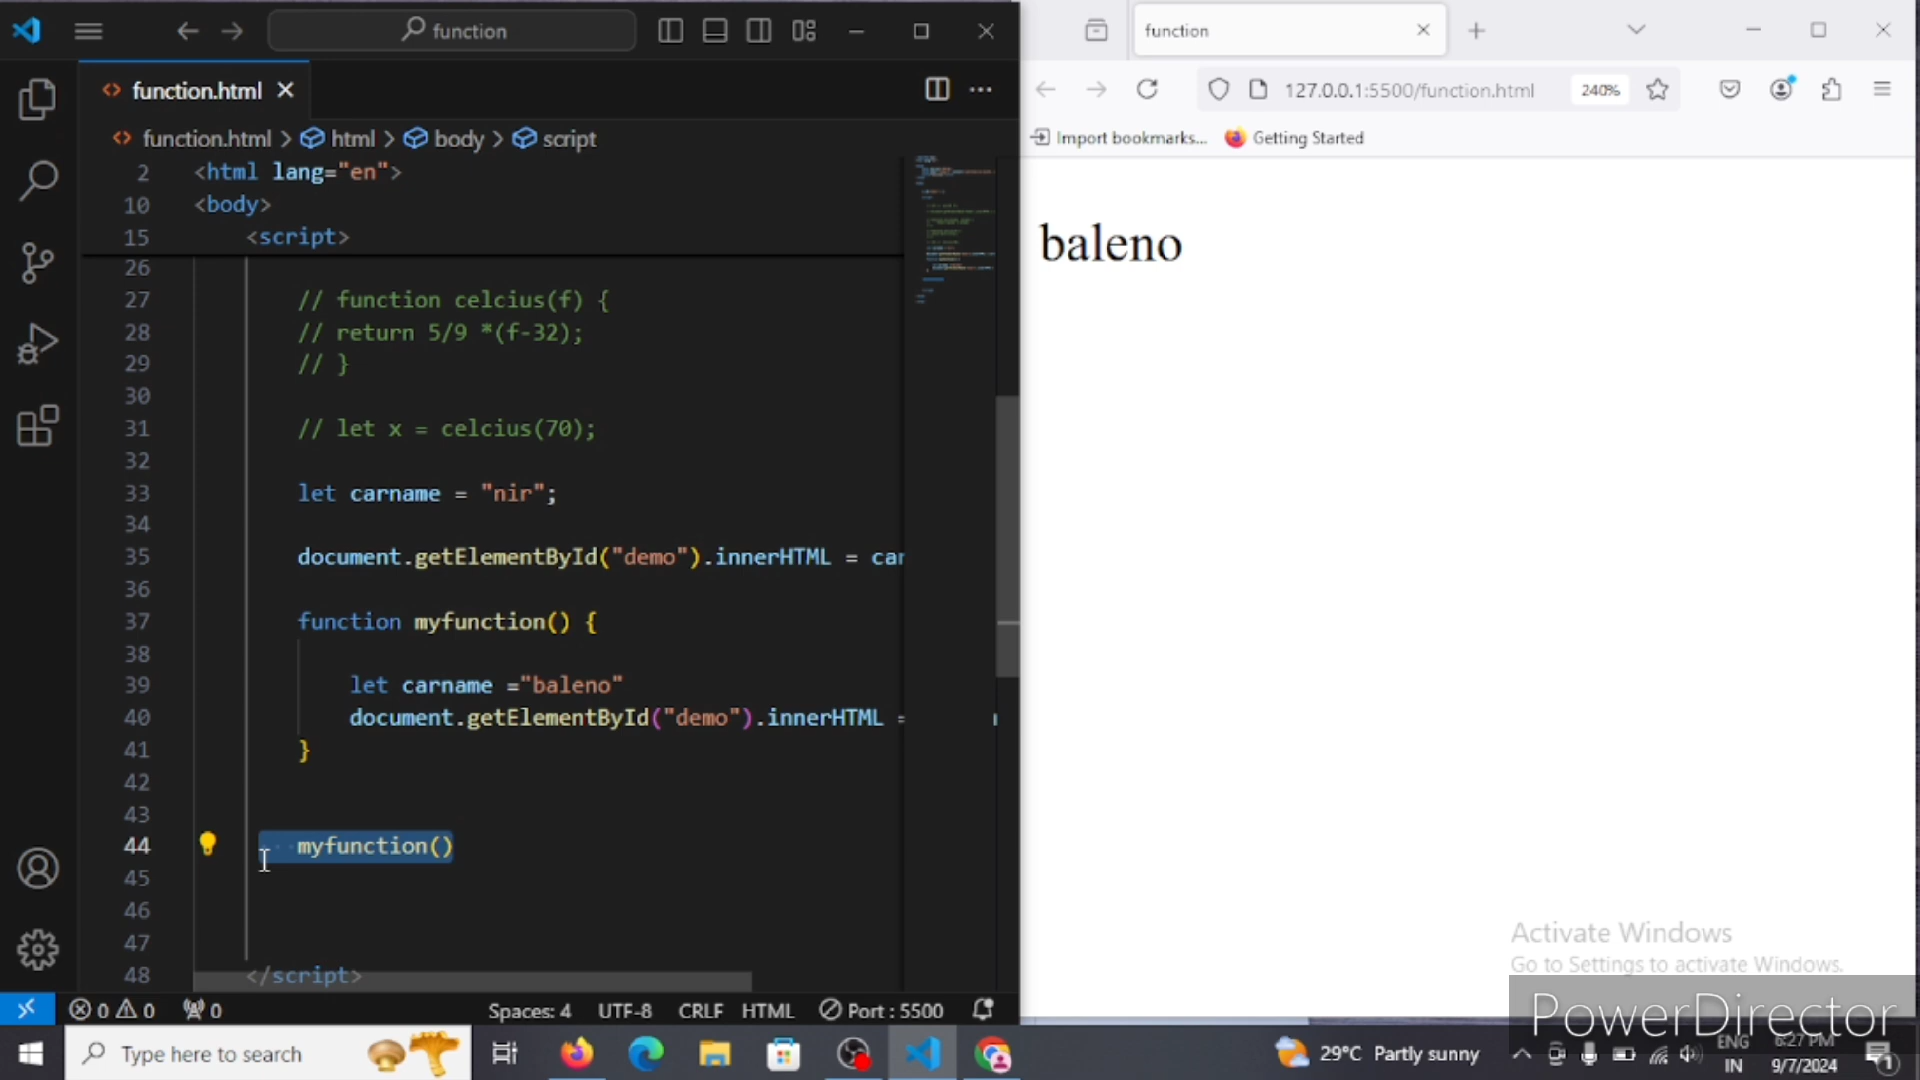 function
function.html
function.html > html > body > script
2 <html lang="en">
10 <body>
15 <script>
26
27 // function celcius(f) {
28 // return 5/9 *(f-32);
29 // }
30
31 // let x = celcius(70);
32
33 let carname = "nir";
34
35 document.getElementById("demo").innerHTML = car
36
37 function myfunction() {
38
39 let carname ="baleno"
40 document.getElementById("demo").innerHTML =
41 }
42
43
44 myfunction()
45
46
47
48 </script>
0 0 0 Spaces: 4 UTF-8 CRLF HTML Port : 5500
function
127.0.0.1:5500/function.html 240%
Import bookmarks... Getting Started
baleno
Activate Windows
Go to Settings to activate Windows.
PowerDirector
Type here to search
29°C Partly sunny
ENG
IN
6:27 PM
9/7/2024
1